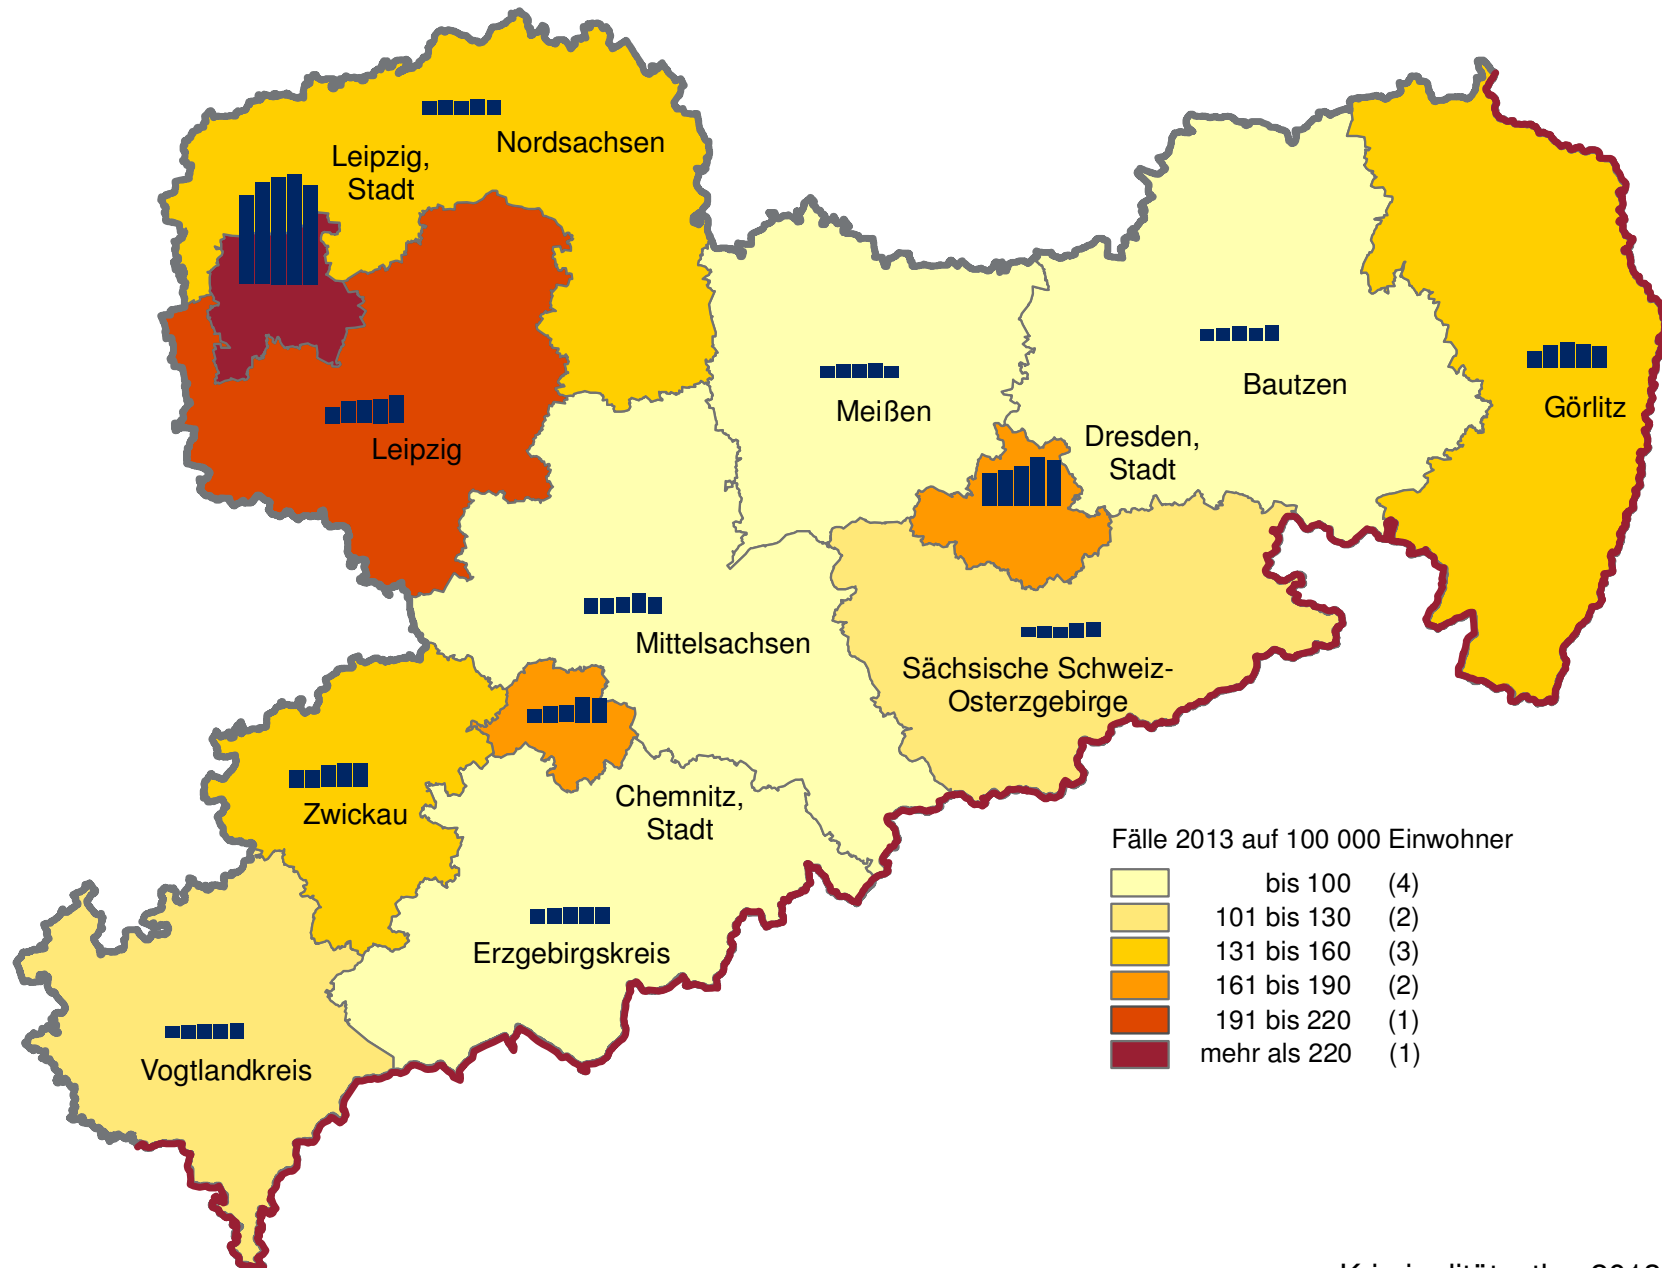 Nordsachsen
Leipzig,
Stadt
Leipzig
Meißen
Bautzen
Görlitz
Dresden,
Stadt
Mittelsachsen
Sächsische Schweiz-
Osterzgebirge
Zwickau
Chemnitz,
Stadt
Erzgebirgskreis
Vogtlandkreis
Fälle 2013 auf 100 000 Einwohner
bis 100 (4)
101 bis 130 (2)
131 bis 160 (3)
161 bis 190 (2)
191 bis 220 (1)
mehr als 220 (1)